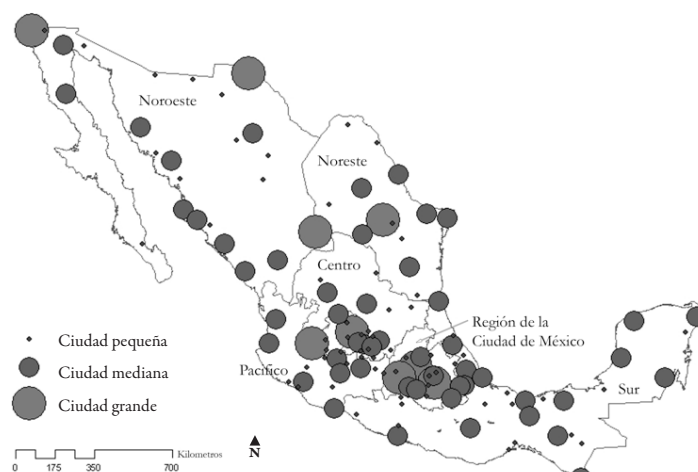 Noroeste
Noreste
Centro
Región de la
Ciudad de México
Pacífico
Sur
Ciudad pequeña
Ciudad mediana
Ciudad grande
Kilometros
0 175 350 700
N